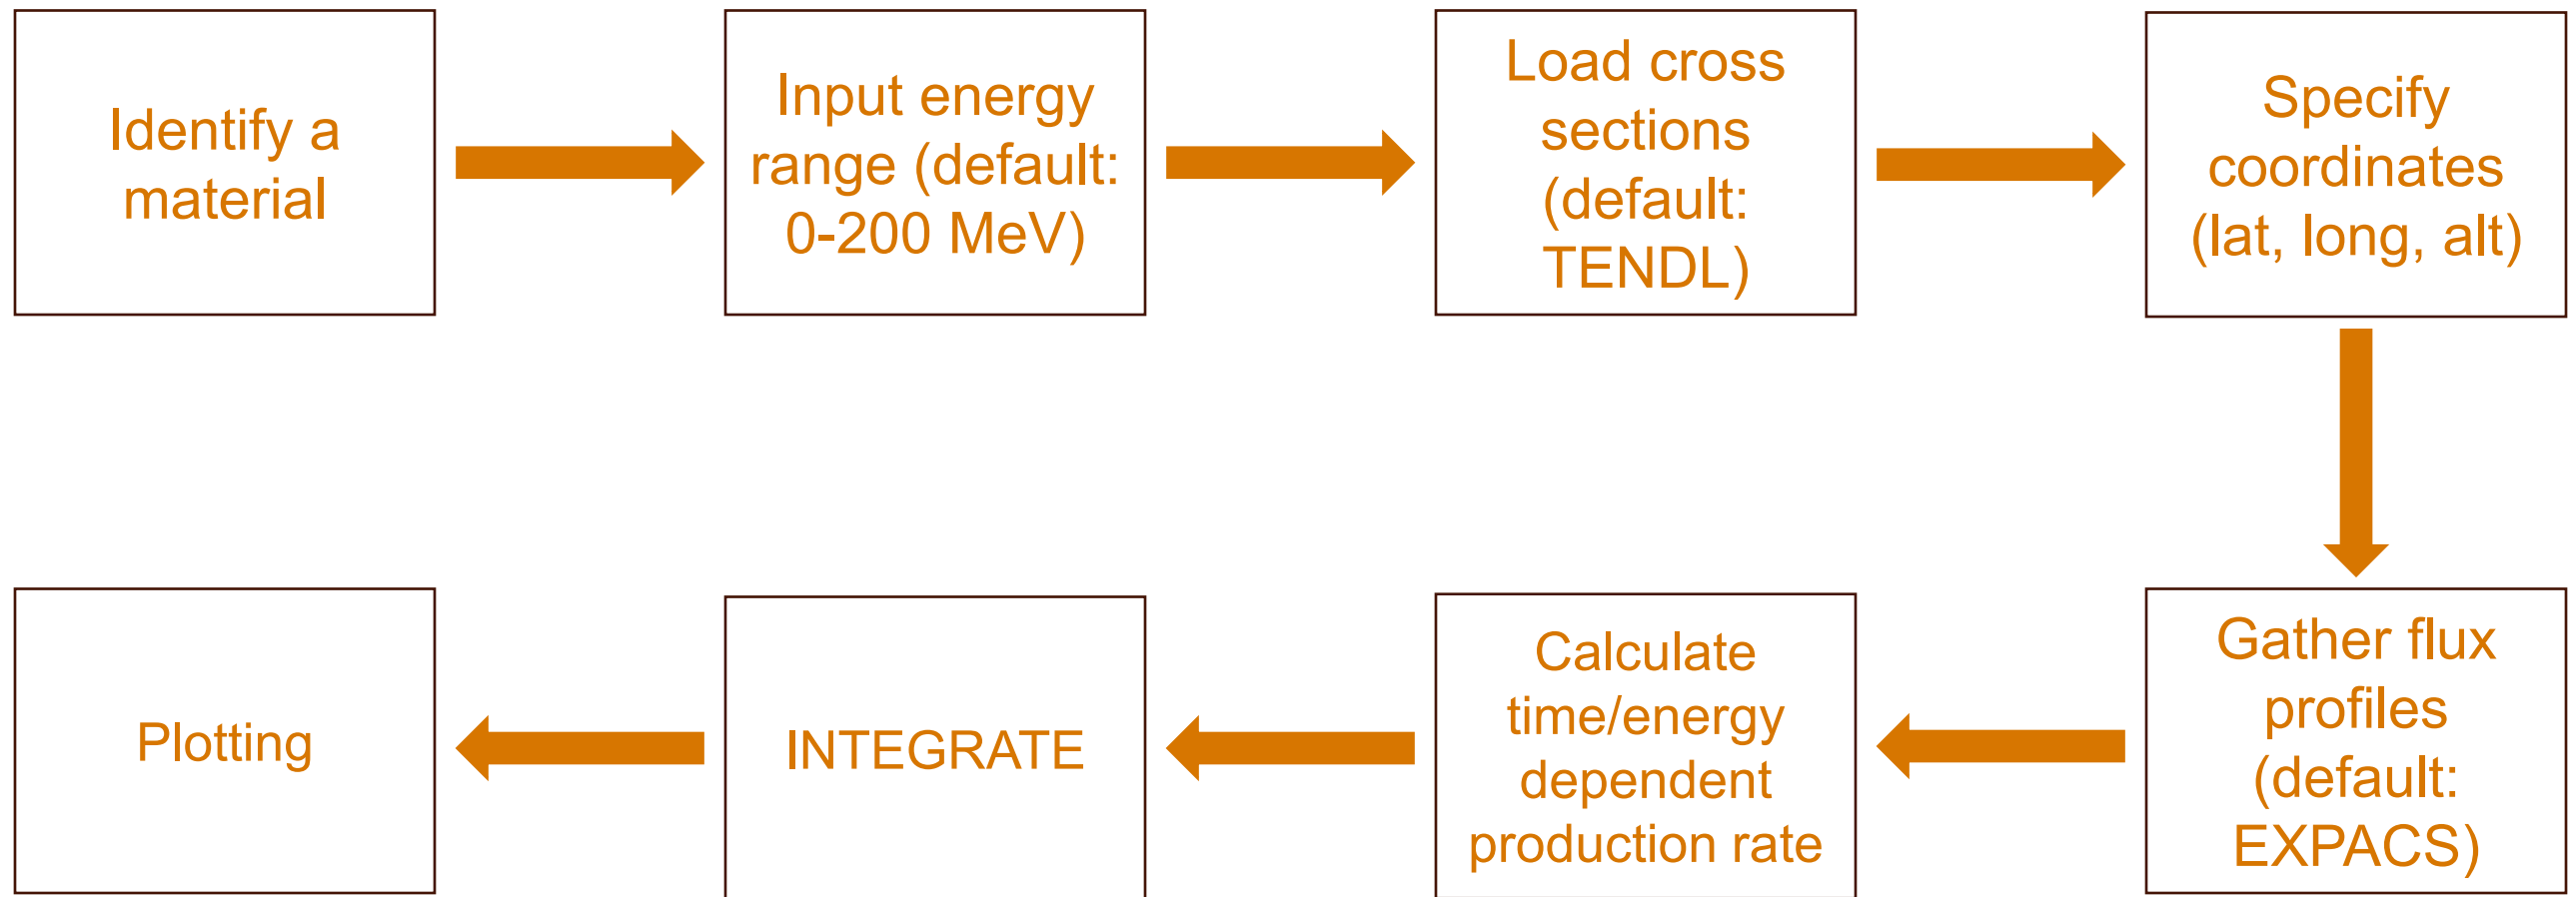 Identify a
material
Input energy
range (default:
0-200 MeV)
Load cross
sections
(default:
TENDL)
Specify
coordinates
(lat, long, alt)
Gather flux
profiles
(default:
EXPACS)
Calculate
time/energy
dependent
production rate
INTEGRATE
Plotting